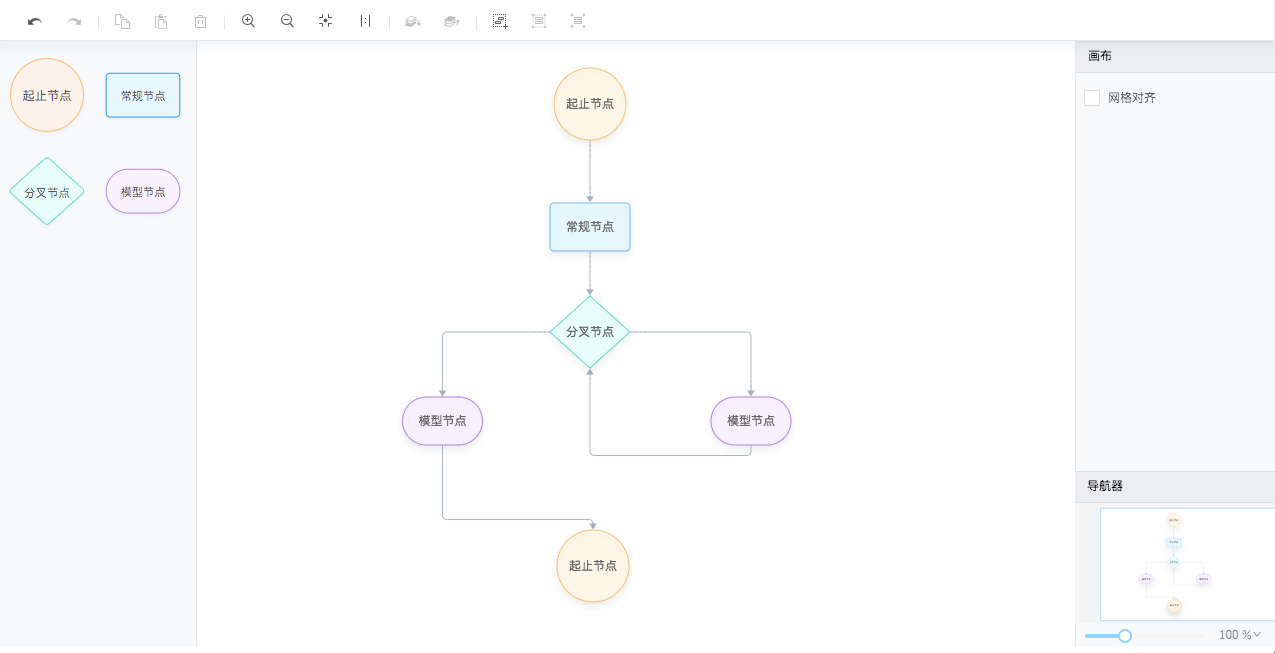 起止节点
常规节点
分叉节点
模型节点
起止节点
常规节点
分叉节点
模型节点
模型节点
起止节点
画布
网格对齐
导航器
100 %